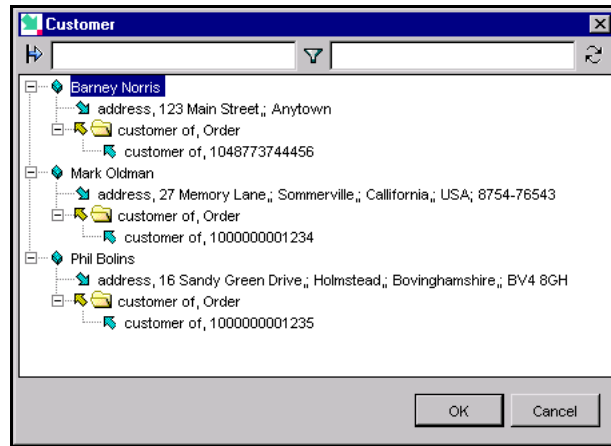 Customer
Barney Norris
address, 123 Main Street,; Anytown
customer of, Order
customer of, 1048773744456
Mark Oldman
address, 27 Memory Lane,; Sommerville,; Callifornia,; USA; 8754-76543
customer of, Order
customer of, 1000000001234
Phil Bolins
address, 16 Sandy Green Drive,; Holmstead,; Bovinghamshire,; BV4 8GH
customer of, Order
customer of, 1000000001235
OK Cancel